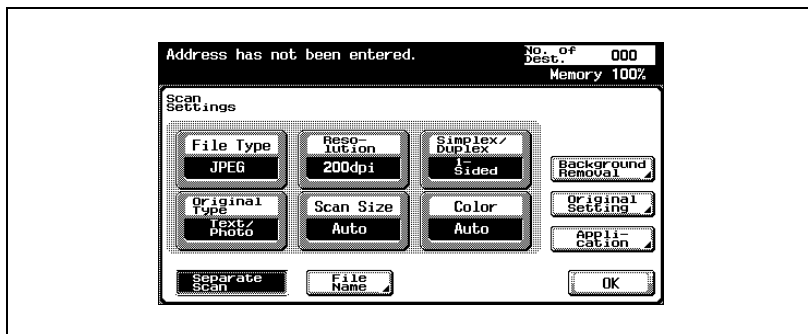 Address has not been entered.
No. of
Dest.
000
Memory 100%
Scan
Settings
File Type
JPEG
Reso-
lution
200dpi
Simplex/
Duplex
1-
Sided
Background
Removal
Original
Type
Text/
Photo
Scan Size
Auto
Color
Auto
Original
Setting
Appli-
cation
Separate
Scan
File
Name
OK